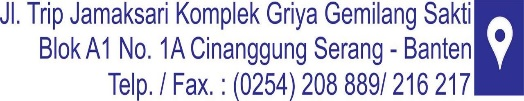 Jl. Trip Jamaksari Komplek Griya Gemilang Sakti
Blok A1 No. 1A Cinanggung Serang - Banten
Telp. / Fax. : (0254) 208 889/ 216 217